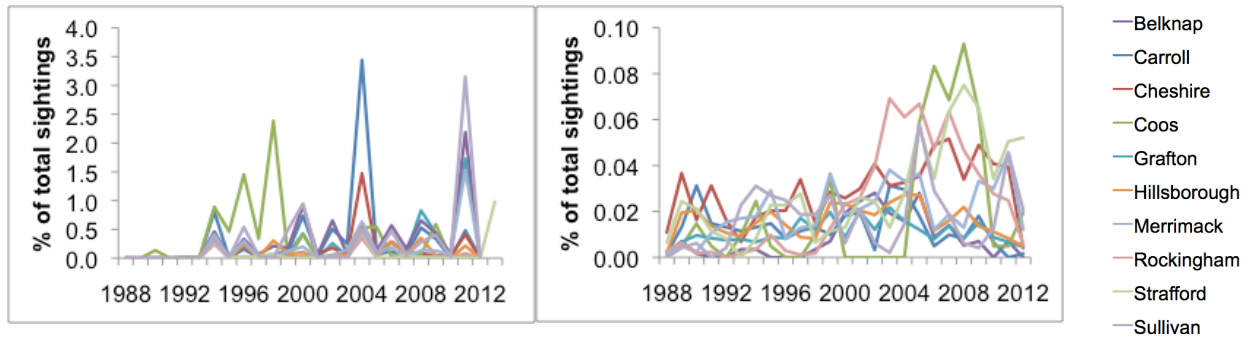 % of total sightings
4.0
3.5
3.0
2.5
2.0
1.5
1.0
0.5
0.0
1988 1992 1996 2000 2004 2008 2012
% of total sightings
0.10
0.08
0.06
0.04
0.02
0.00
1988 1992 1996 2000 2004 2008 2012
Belknap
Carroll
Cheshire
Coos
Grafton
Hillsborough
Merrimack
Rockingham
Strafford
Sullivan